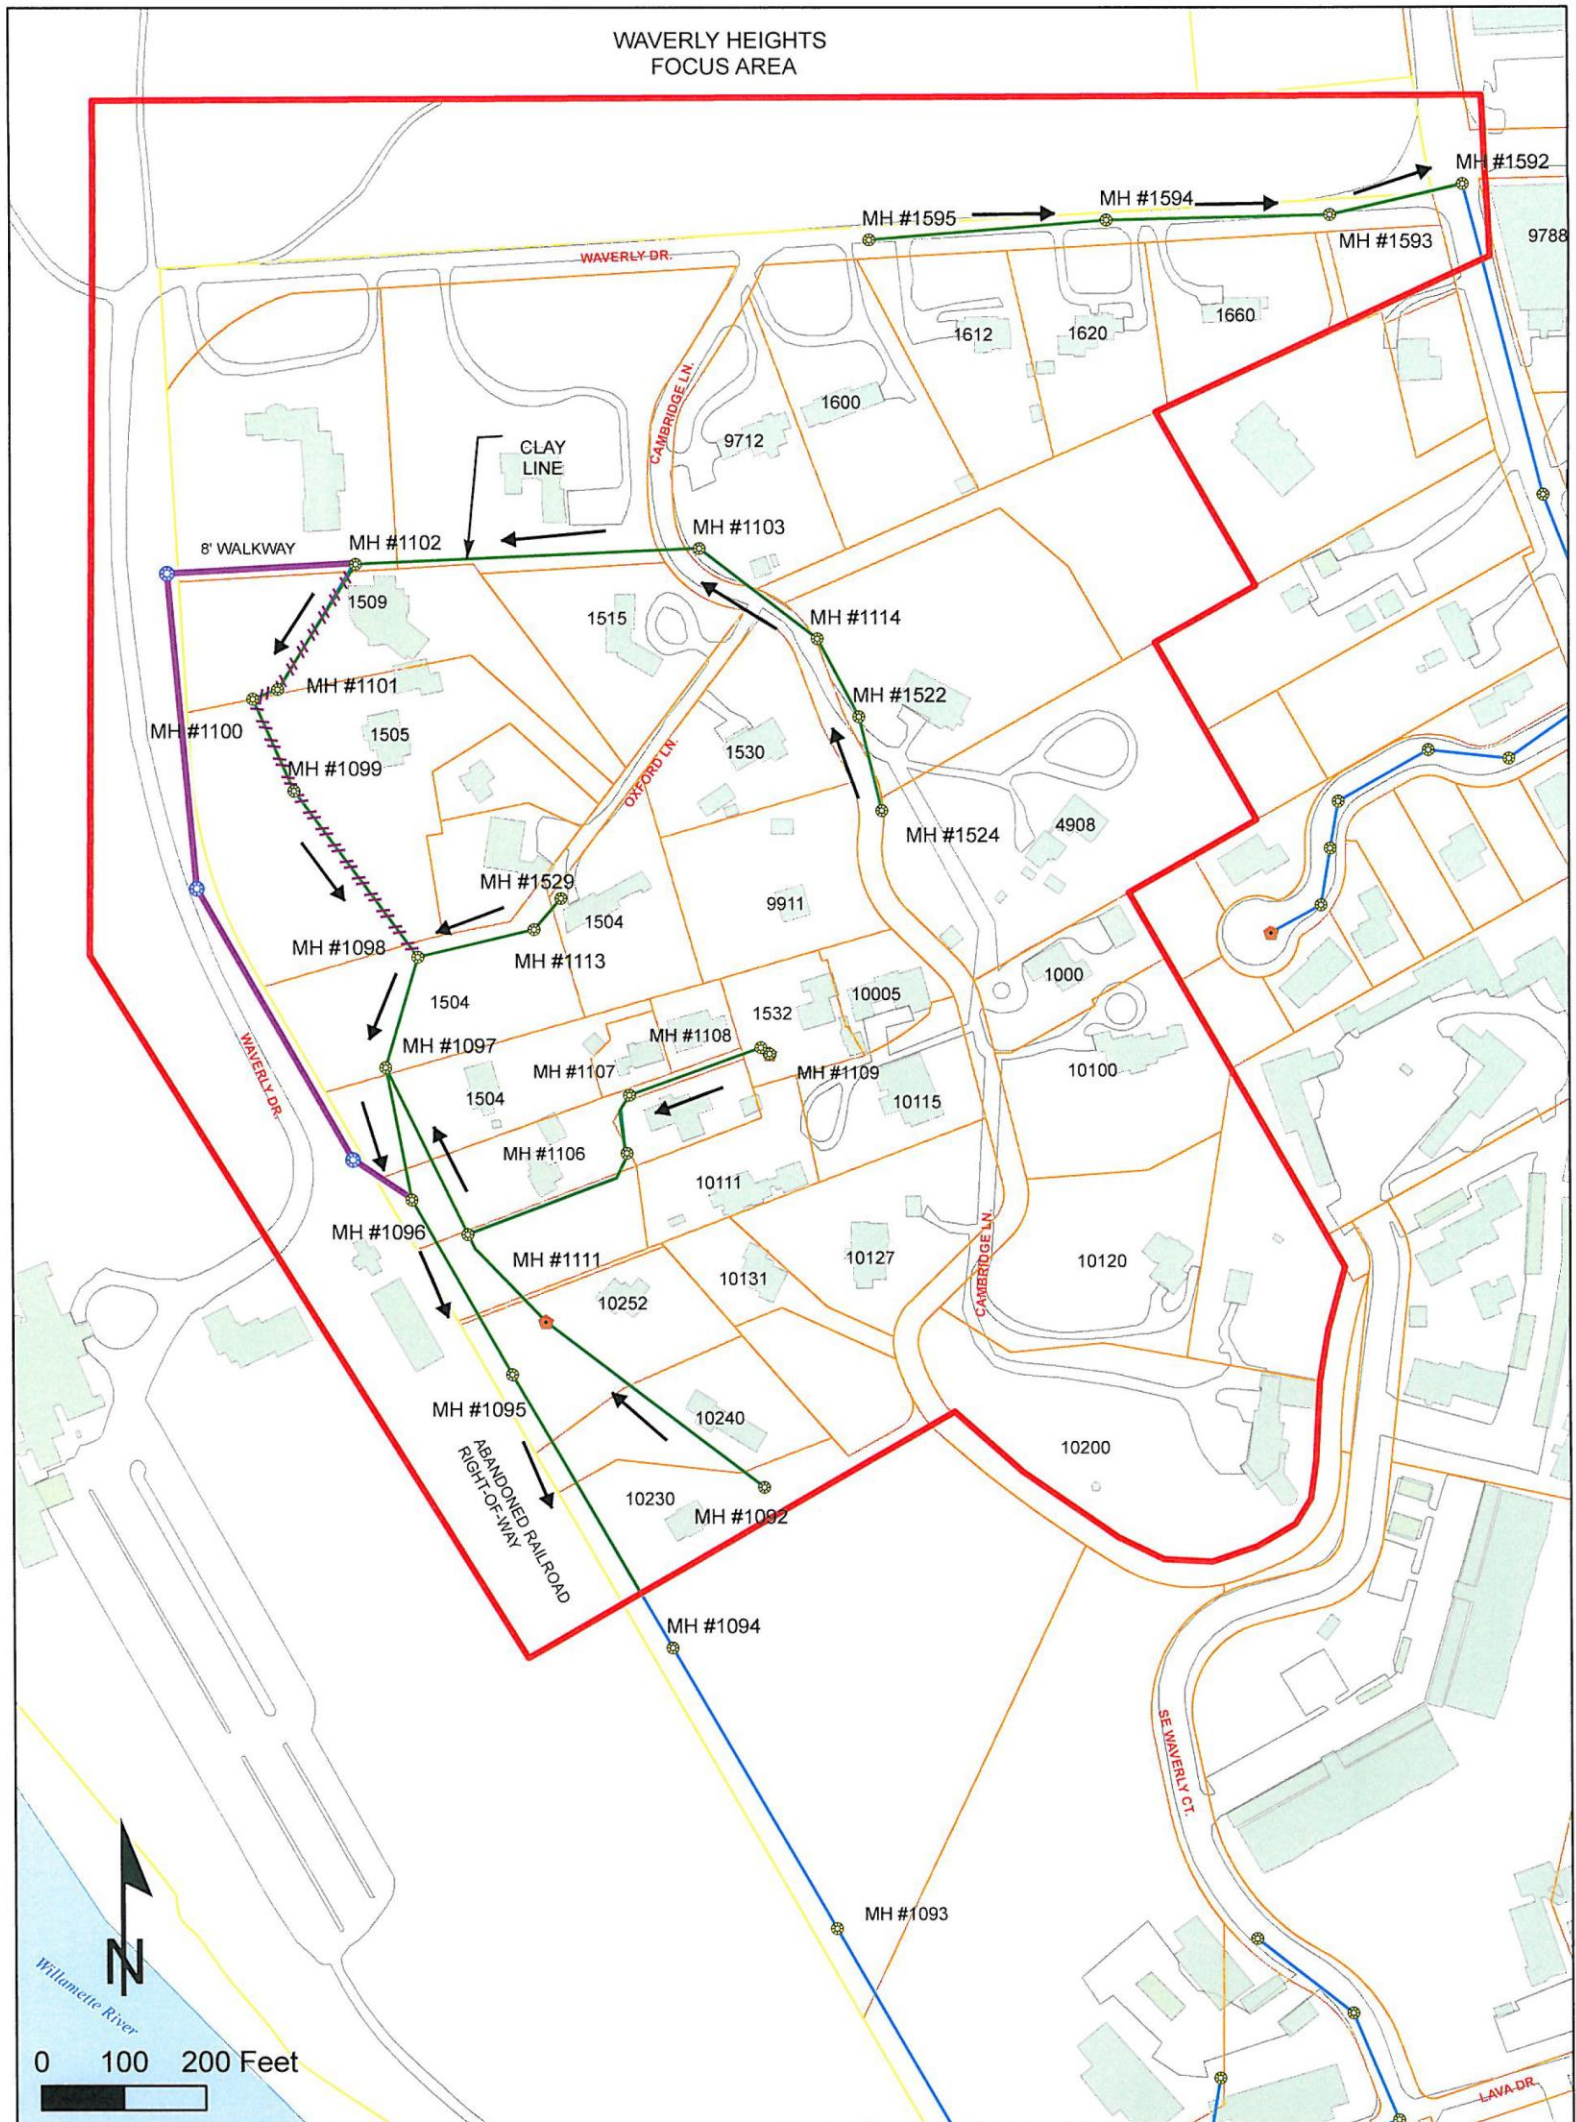 WAVERLY HEIGHTS
FOCUS AREA
MH #1592
MH #1594
MH #1595
MH #1593
9788
WAVERLY DR.
1612
1620
1660
CAMBRIDGE LN.
1600
9712
CLAY
LINE
MH #1103
8' WALKWAY
MH #1102
1509
1515
MH #1114
MH #1101
MH #1522
MH #1100
1505
1530
MH #1099
OXFORD LN.
4908
MH #1524
MH #1529
1504
9911
MH #1098
MH #1113
1504
1000
10005
1532
MH #1108
MH #1097
MH #1107
MH #1109
10100
WAVERLY DR.
1504
10115
MH #1106
10111
MH #1096
MH #1111
10127
10120
CAMBRIDGE LN.
10131
10252
MH #1095
10240
10200
ABANDONED RAILROAD
RIGHT-OF-WAY
10230
MH #1092
MH #1094
SE WAVERLY CT.
MH #1093
N
Willamette River
0 100 200 Feet
LAVA DR.